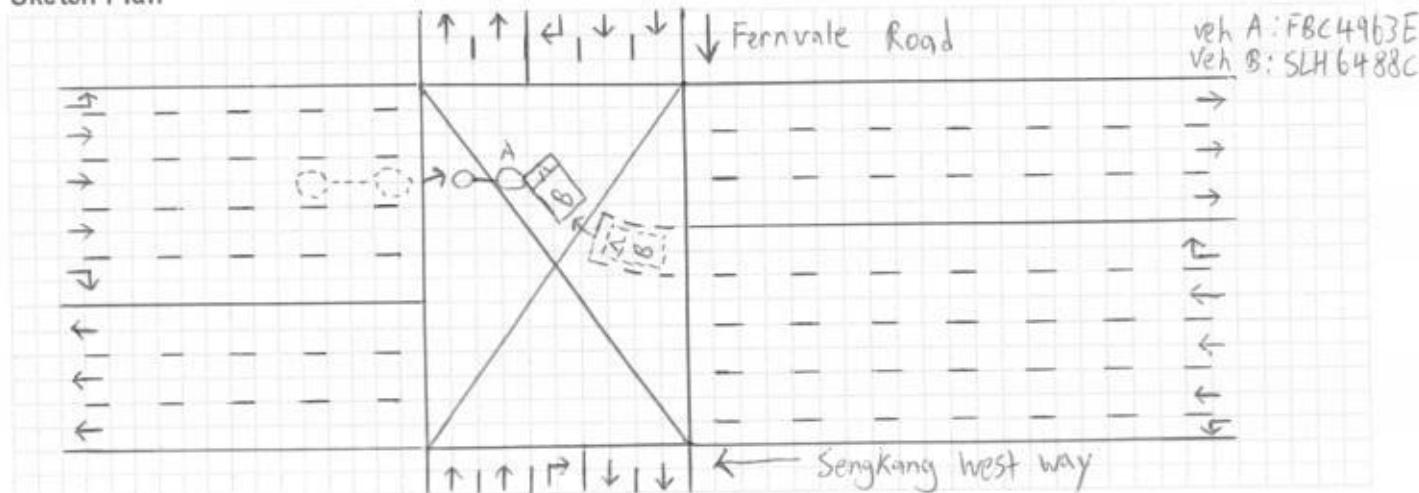 Sketch Plan
Fernvale Road
veh A: FBC4963E
Veh B: SLH6488C
A
B
B
Sengkang West way